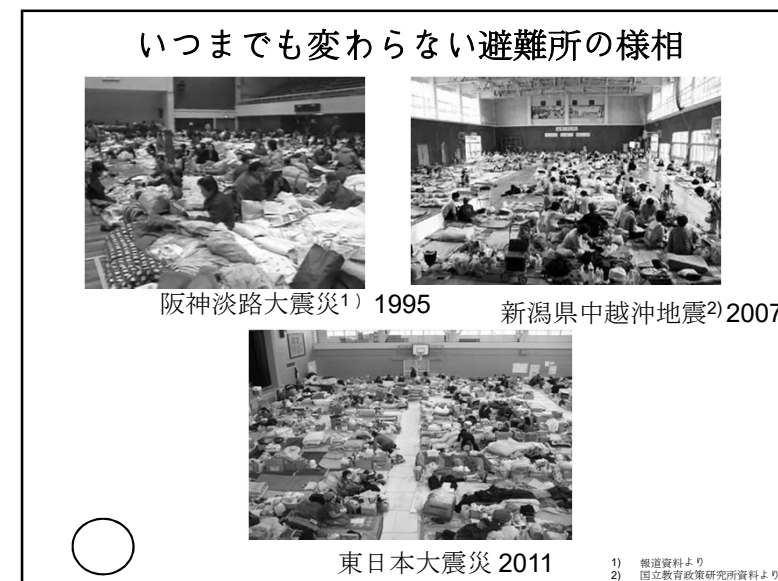 いつまでも変わらない避難所の様相
阪神淡路大震災1） 1995
新潟県中越沖地震2) 2007
東日本大震災 2011
1) 報道資料より
2) 国立教育政策研究所資料より